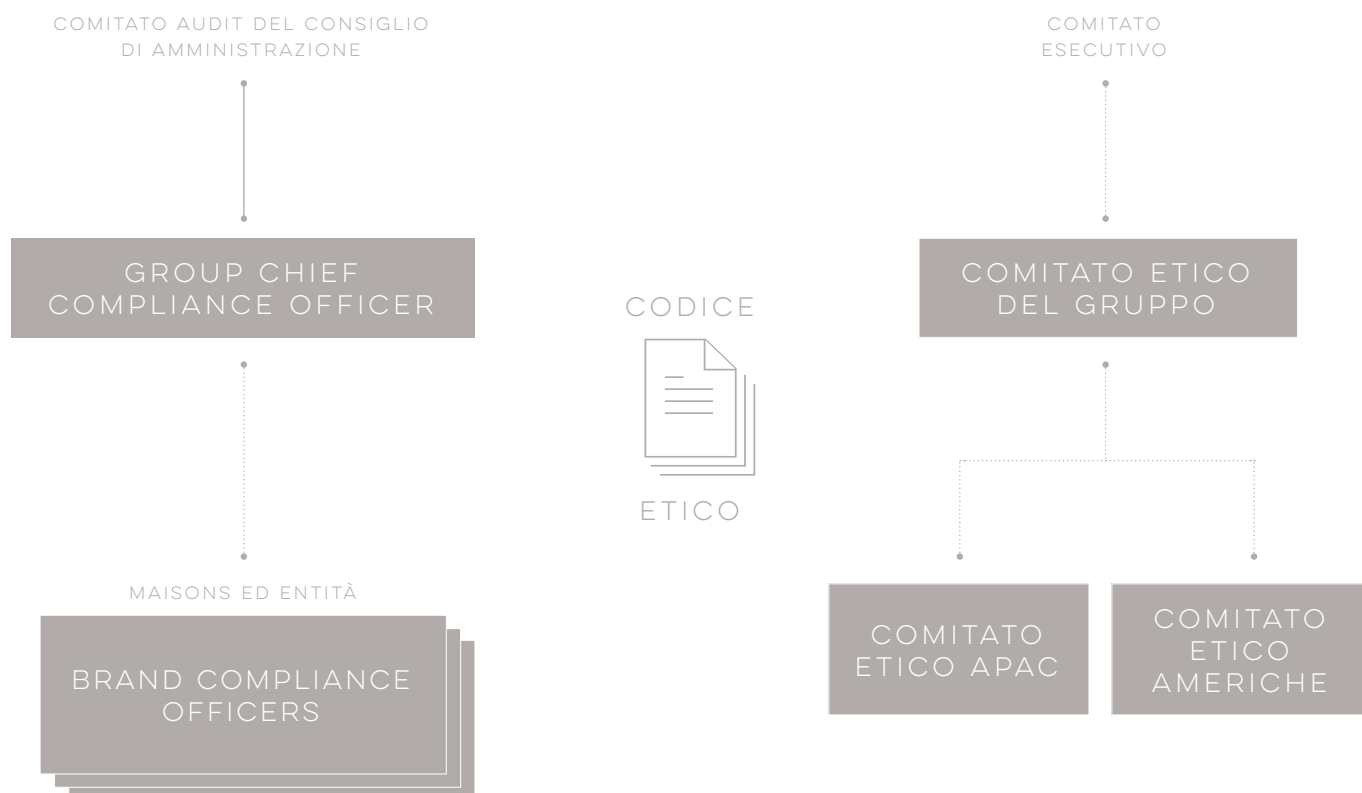 COMITATO AUDIT DEL CONSIGLIO
DI AMMINISTRAZIONE
GROUP CHIEF
COMPLIANCE OFFICER
MAISONS ED ENTITÀ
BRAND COMPLIANCE
OFFICERS
CODICE
ETICO
COMITATO
ESECUTIVO
COMITATO ETICO
DEL GRUPPO
COMITATO
ETICO APAC
COMITATO
ETICO
AMERICHE